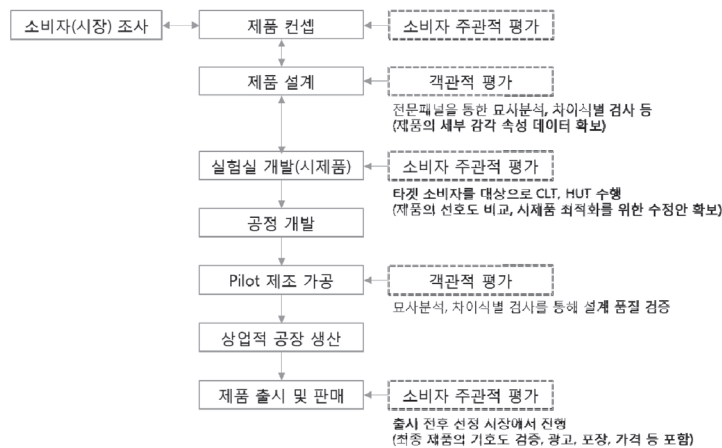 소비자(시장) 조사
제품 컨셉
소비자 주관적 평가
제품 설계
객관적 평가
전문패널을 통한 묘사분석, 차이식별 검사 등
(제품의 세부 감각 속성 데이터 확보)
실험실 개발(시제품)
소비자 주관적 평가
타겟 소비자를 대상으로 CLT, HUT 수행
(제품의 선호도 비교, 시제품 최적화를 위한 수정안 확보)
공정 개발
Pilot 제조 가공
객관적 평가
묘사분석, 차이식별 검사를 통해 설계 품질 검증
상업적 공장 생산
제품 출시 및 판매
소비자 주관적 평가
출시 전후 선정 시장에서 진행
(최종 제품의 기호도 검증, 광고, 포장, 가격 등 포함)